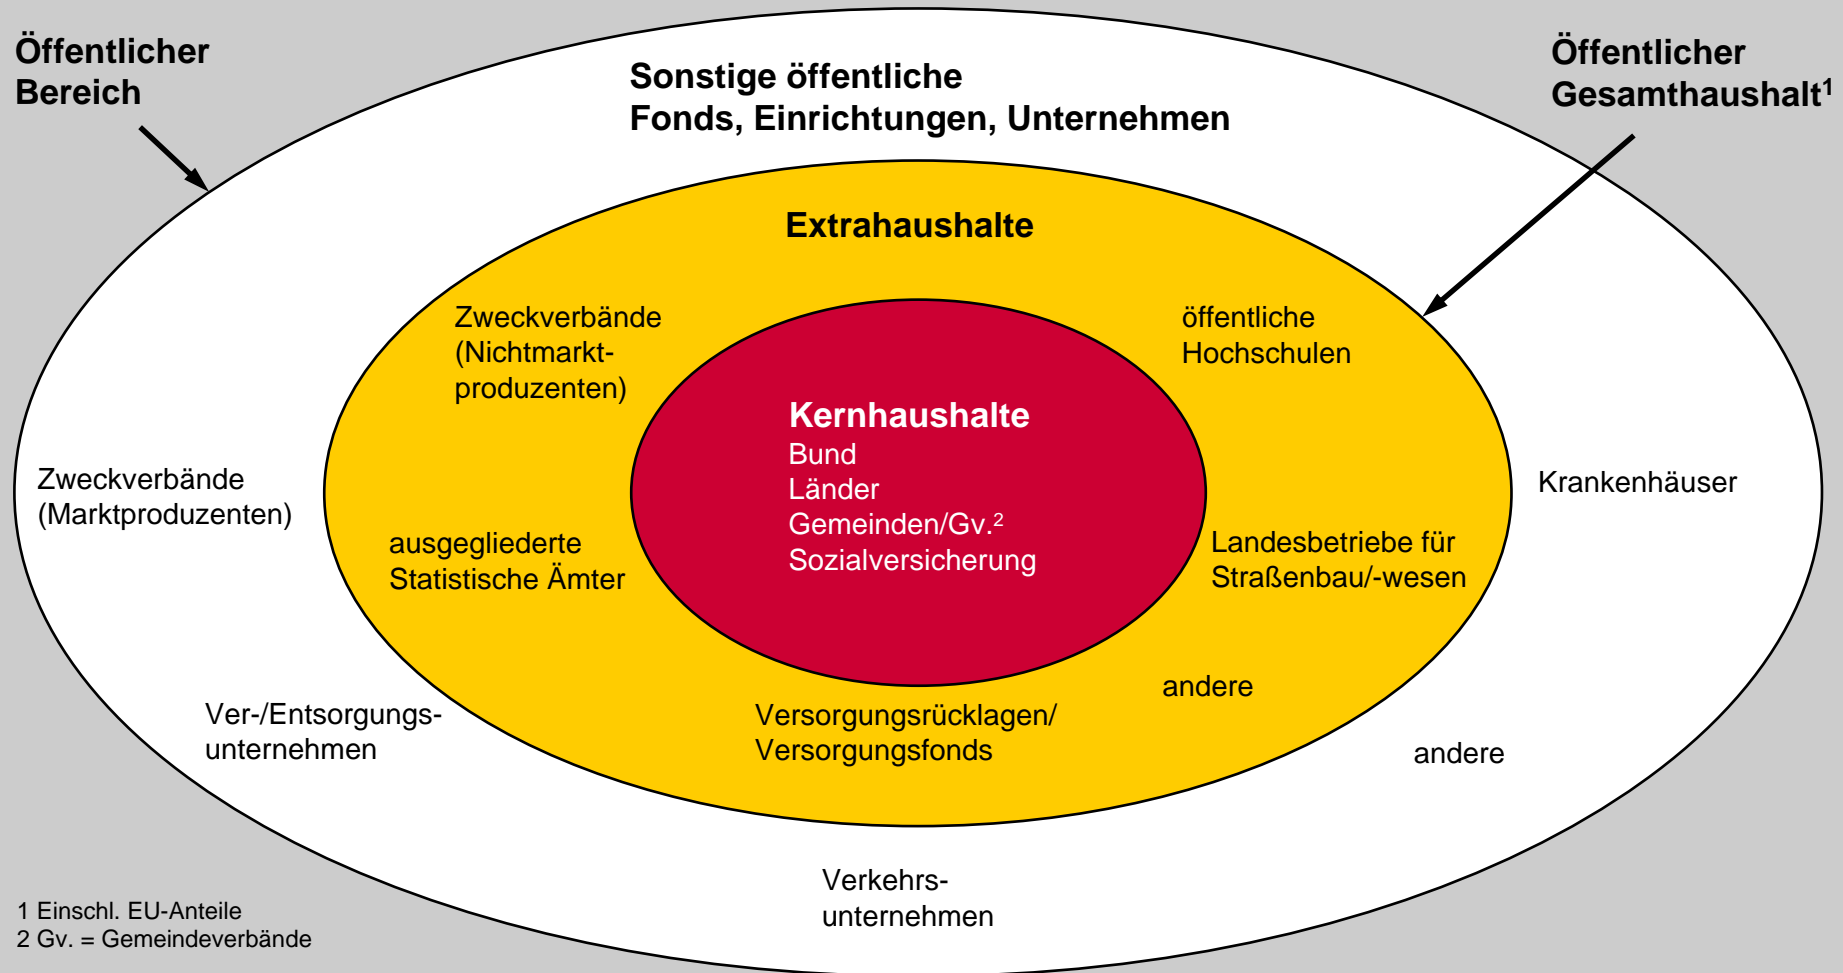 Öffentlicher
Bereich
Öffentlicher
Gesamthaushalt¹
Sonstige öffentliche
Fonds, Einrichtungen, Unternehmen
Extrahaushalte
Zweckverbände
(Nichtmarkt-
produzenten)
öffentliche
Hochschulen
Kernhaushalte
Bund
Länder
Gemeinden/Gv.²
Sozialversicherung
Zweckverbände
(Marktproduzenten)
Krankenhäuser
ausgegliederte
Statistische Ämter
Landesbetriebe für
Straßenbau/-wesen
andere
Ver-/Entsorgungs-
unternehmen
Versorgungsrücklagen/
Versorgungsfonds
andere
Verkehrs-
unternehmen
1 Einschl. EU-Anteile
2 Gv. = Gemeindeverbände